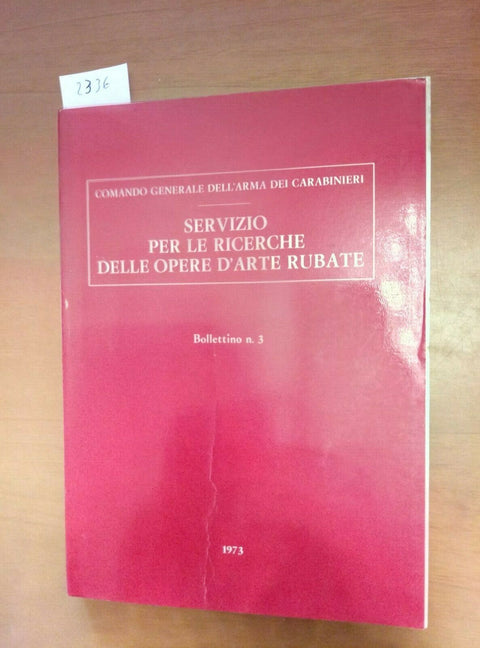 2336
COMANDO GENERALE DELL'ARMA DEI CARABINIERI
SERVIZIO
PER LE RICERCHE
DELLE OPERE D'ARTE RUBATE
Bollettino n. 3
1973